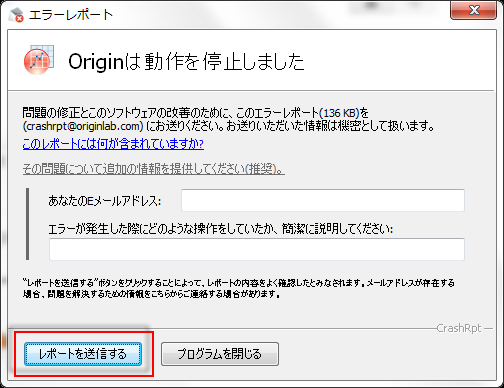 エラーレポート
Originは動作を停止しました
問題の修正とこのソフトウェアの改善のために、このエラーレポート(136 KB)を
(crashrpt@originlab.com) にお送りください。お送りいただいた情報は機密として扱います。
このレポートには何が含まれていますか?
その問題について追加の情報を提供してください(推奨)。
あなたのEメールアドレス:
エラーが発生した際にどのような操作をしていたか、簡潔に説明してください:
"レポートを送信する"ボタンをクリックすることによって、レポートの内容をよく確認したとみなされます。メールアドレスが存在する
場合、問題を解決するための情報をこちらからご連絡する場合があります。
CrashRpt
レポートを送信する
プログラムを閉じる